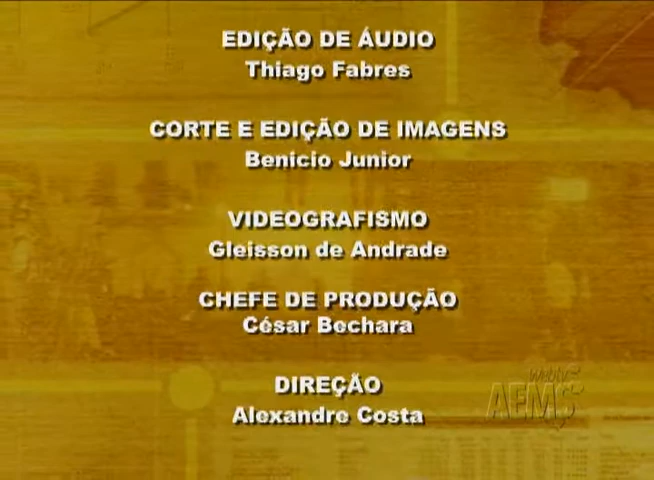 EDIÇÃO DE ÁUDIO
Thiago Fabres
CORTE E EDIÇÃO DE IMAGENS
Benicio Junior
VIDEOGRAFISMO
Gleisson de Andrade
CHEFE DE PRODUÇÃO
César Bechara
DIREÇÃO
Alexandre Costa